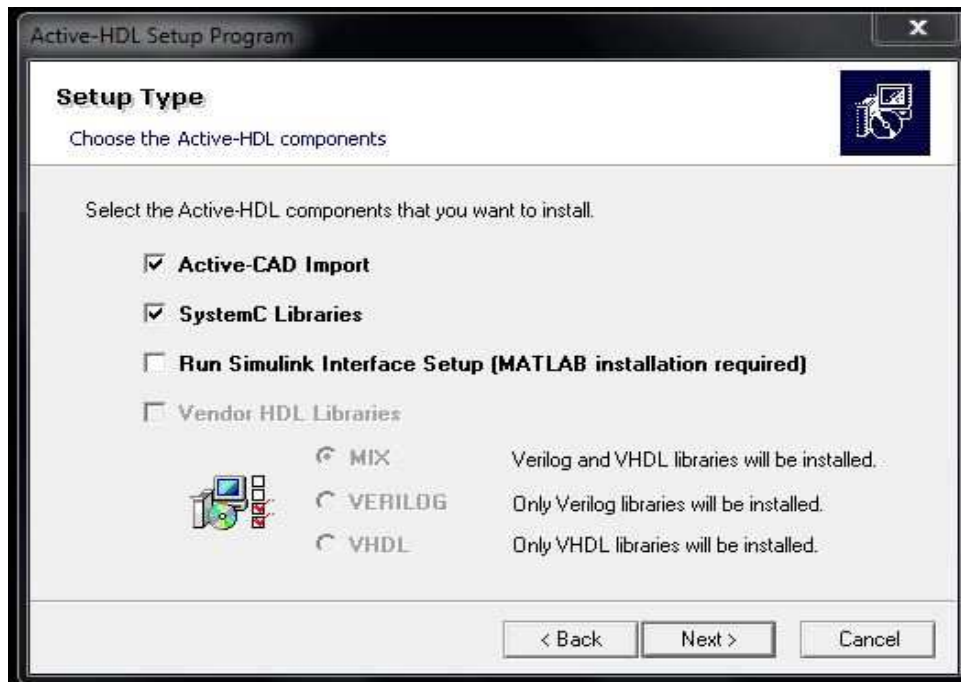 Active-HDL Setup Program
Setup Type
Choose the Active-HDL components
Select the Active-HDL components that you want to install.
Active-CAD Import
SystemC Libraries
Run Simulink Interface Setup (MATLAB installation required)
Vendor HDL Libraries
MIX Verilog and VHDL libraries will be installed.
VERILOG Only Verilog libraries will be installed.
VHDL Only VHDL libraries will be installed.
< Back Next > Cancel